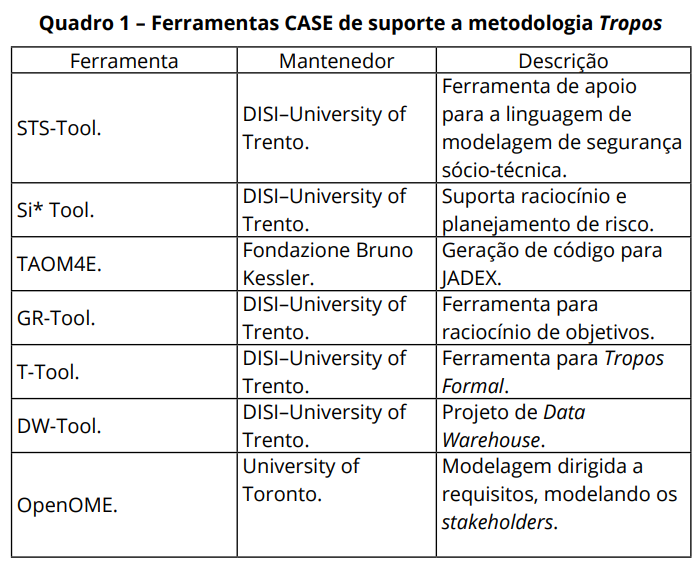 Quadro 1 – Ferramentas CASE de suporte a metodologia Tropos
Ferramenta Mantenedor Descrição
STS-Tool. DISI–University of Trento. Ferramenta de apoio
para a linguagem de
modelagem de segurança
sócio-técnica.
Si* Tool. DISI–University of Trento. Suporta raciocínio e
planejamento de risco.
TAOM4E. Fondazione Bruno Kessler. Geração de código para
JADEX.
GR-Tool. DISI–University of Trento. Ferramenta para
raciocínio de objetivos.
T-Tool. DISI–University of Trento. Ferramenta para Tropos
Formal.
DW-Tool. DISI–University of Trento. Projeto de Data
Warehouse.
OpenOME. University of Toronto. Modelagem dirigida a
requisitos, modelando os
stakeholders.